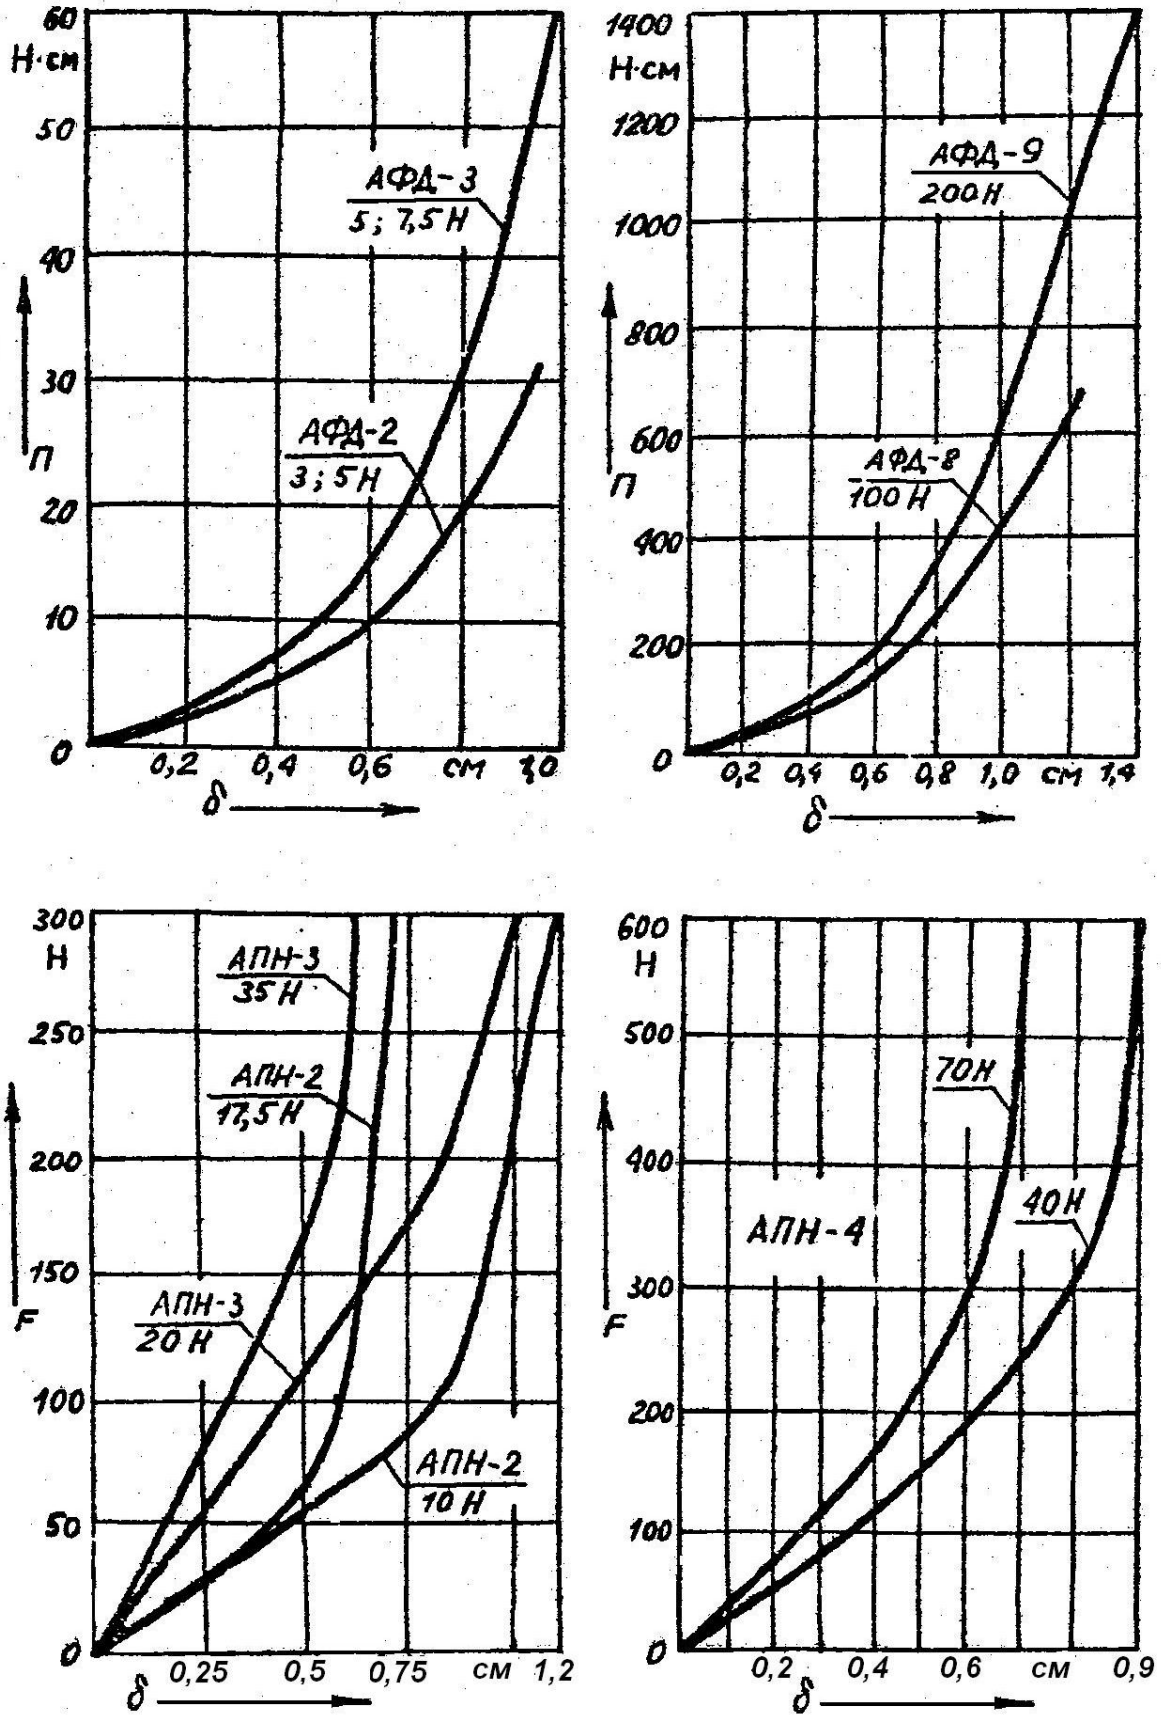 60
Н·см
50
АФД-3
5; 7,5 Н
40
30
П
АФД-2
3; 5 Н
20
10
0
0,2
0,4
0,6
см
1,0
δ
1400
Н·см
1200
АФД-9
200 Н
1000
800
600
П
АФД-8
100 Н
400
200
0
0,2
0,4
0,6
0,8
1,0
см
1,4
δ
300
Н
АПН-3
35 Н
250
АПН-2
17,5 Н
200
150
F
АПН-3
20 Н
100
АПН-2
10 Н
50
0
0,25
0,5
0,75
см
1,2
δ
600
Н
500
70 Н
400
40 Н
АПН-4
300
F
200
100
0
0,2
0,4
0,6
см
0,9
δ